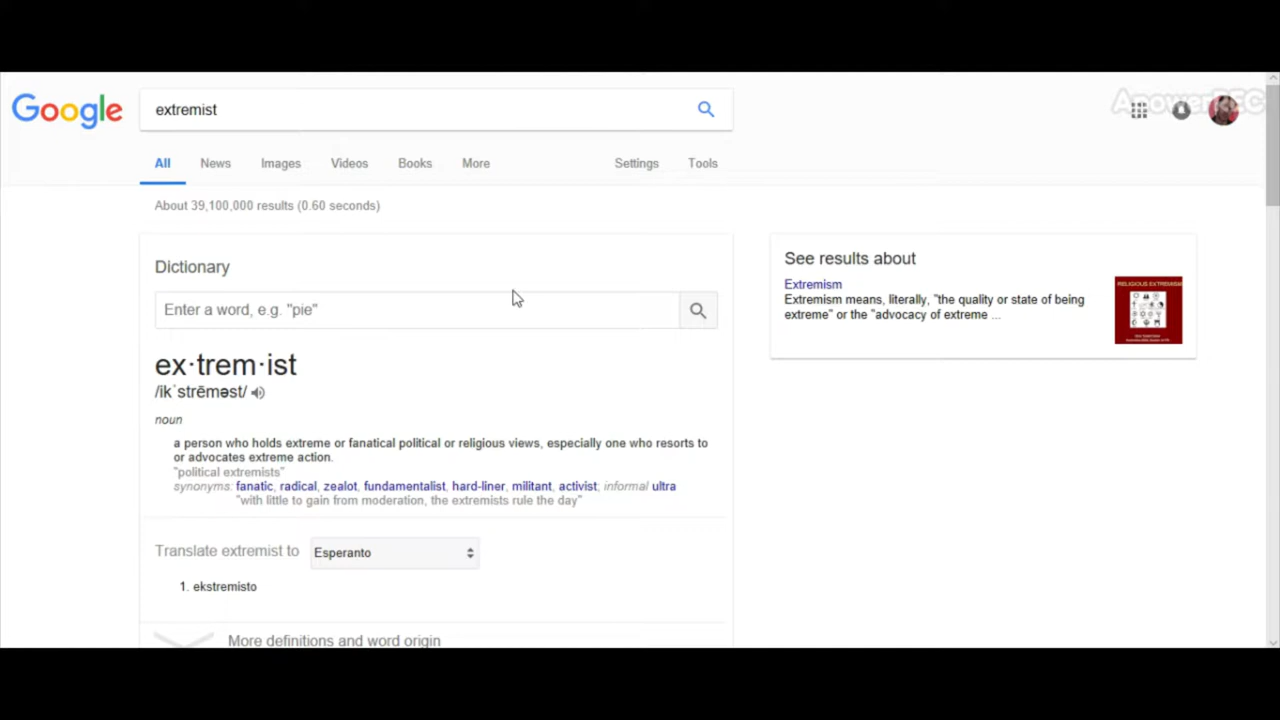 Google
extremist
ApowerREC
All News Images Videos Books More Settings Tools
About 39,100,000 results (0.60 seconds)
Dictionary
Enter a word, e.g. "pie"
ex·trem·ist
/ikˈstrēməst/
noun
a person who holds extreme or fanatical political or religious views, especially one who resorts to
or advocates extreme action.
"political extremists"
synonyms: fanatic, radical, zealot, fundamentalist, hard-liner, militant, activist; informal ultra
"with little to gain from moderation, the extremists rule the day"
Translate extremist to Esperanto
1. ekstremisto
More definitions and word origin
See results about
Extremism
Extremism means, literally, "the quality or state of being
extreme" or the "advocacy of extreme ...
RELIGIOUS EXTREMISM